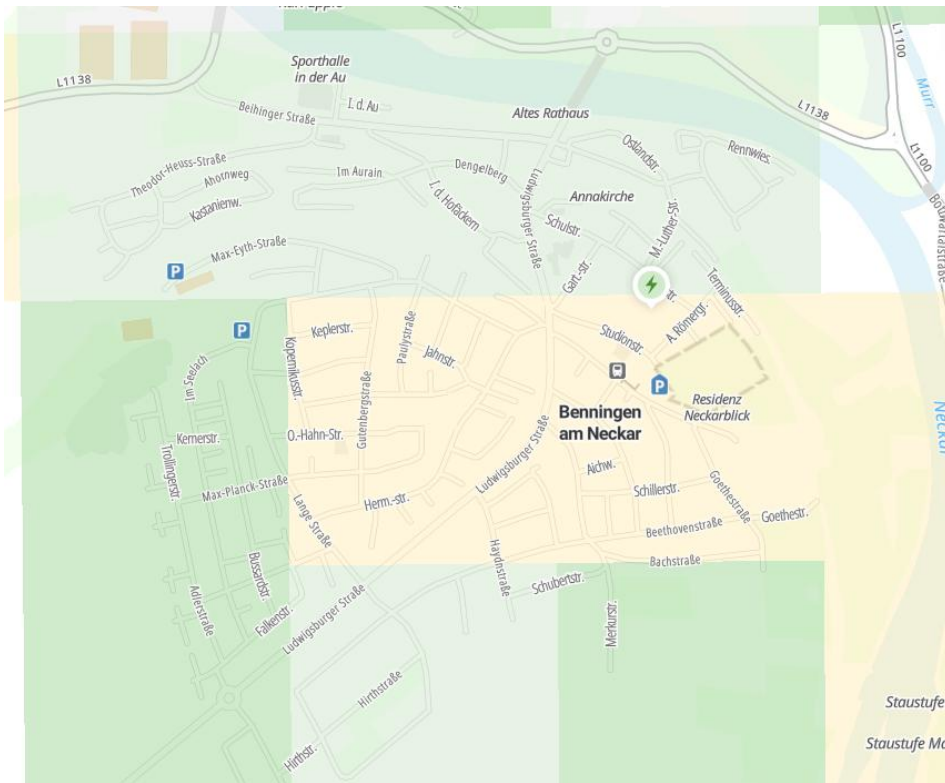 L1138
Sporthalle
in der Au
I. d. Au
Beihinger Straße
Altes Rathaus
L1138
L1100
L1100
Murr
Theodor-Heuss-Straße
Ahornweg
Kastanienw.
Im Aurain
Dengelberg
I. d. Hofäckern
Ludwigsburger Straße
Ostlandstr.
Rennwies.
Annakirche
Schulstr.
M.-Luther-Str.
Max-Eyth-Straße
P
Gart.-str.
str.
Terminusstr.
A. Römergr.
P
Keplerstr.
Kopernikusstr.
Paulystraße
Jahnstr.
Studionstr.
Im Seelach
Gutenbergstraße
P
Residenz
Neckarblick
Benningen
am Neckar
Neckar
Kernerstr.
O.-Hahn-Str.
Trollingerstr.
Max-Planck-Straße
Ludwigsburger Straße
Aichw.
Schillerstr.
Goethestraße
Herm.-str.
Lange Straße
Goethestr.
Beethovenstraße
Bachstraße
Haydnstraße
Schubertstr.
Bussardstr.
Adlerstraße
Falkenstr.
Ludwigsburger Straße
Merkurstr.
Hirthstraße
Hirthstr.
Staustufe
Staustufe